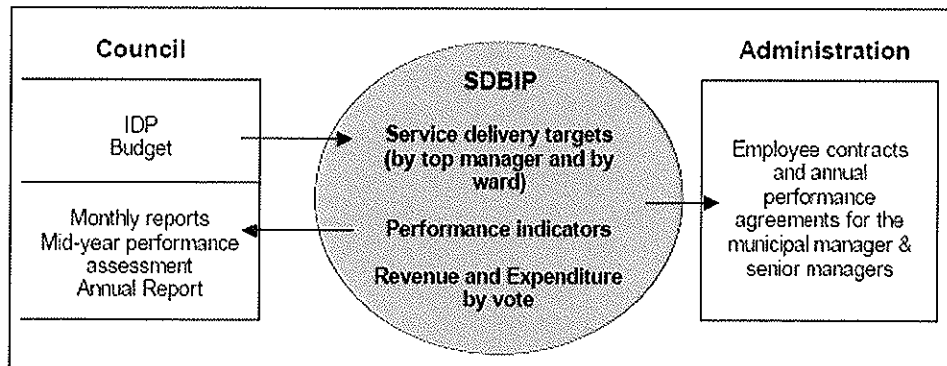 Council
IDP
Budget
Monthly reports
Mid-year performance
assessment
Annual Report
SDBIP
Service delivery targets
(by top manager and by
ward)
Performance indicators
Revenue and Expenditure
by vote
Administration
Employee contracts
and annual
performance
agreements for the
municipal manager &
senior managers